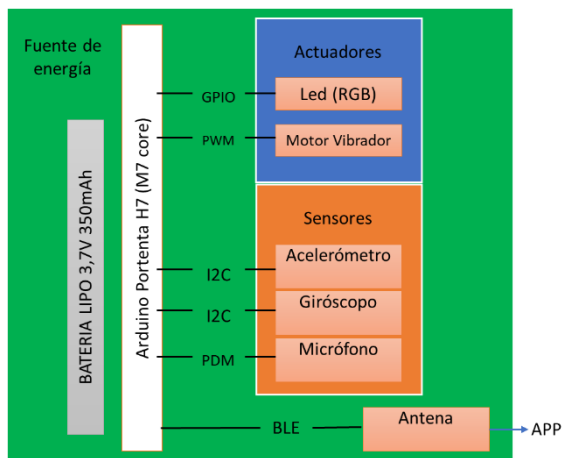 Fuente de
energía
BATERIA LIPO 3,7V 350mAh
Arduino Portenta H7 (M7 core)
Actuadores
GPIO
Led (RGB)
PWM
Motor Vibrador
Sensores
I2C
Acelerómetro
I2C
Giróscopo
PDM
Micrófono
BLE
Antena
APP